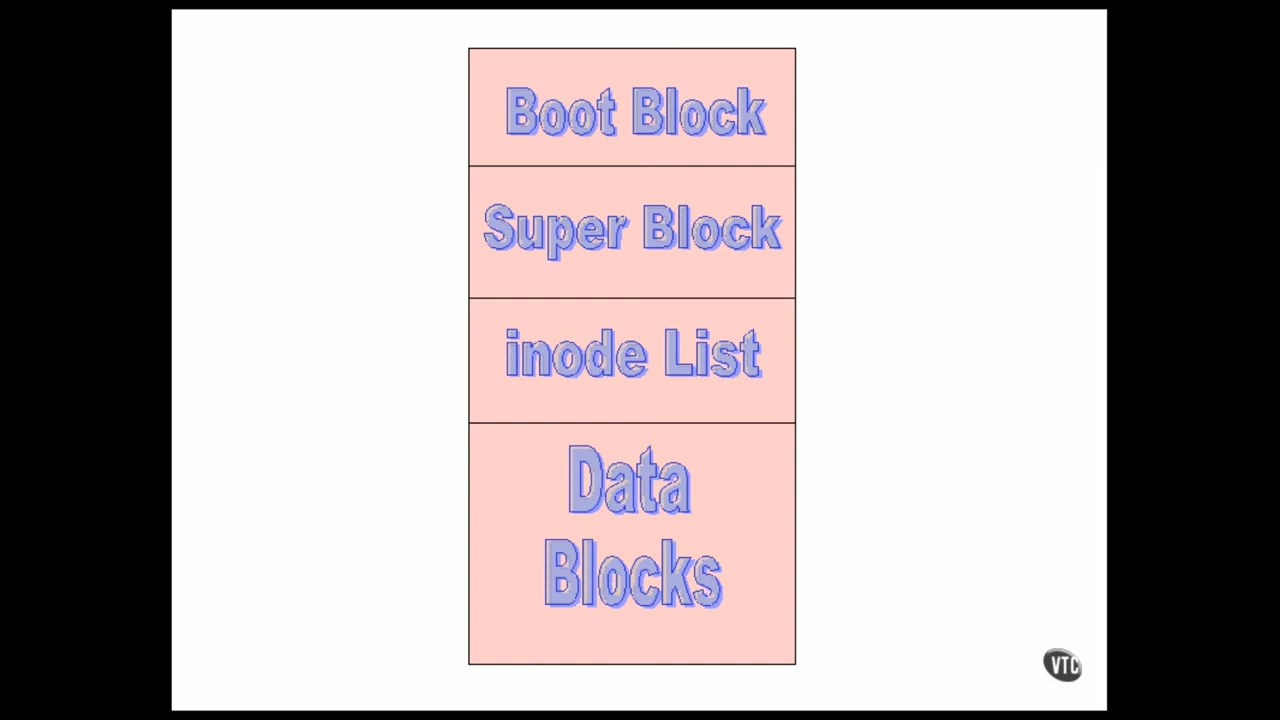 Boot Block
Super Block
inode List
Data
Blocks
VTC